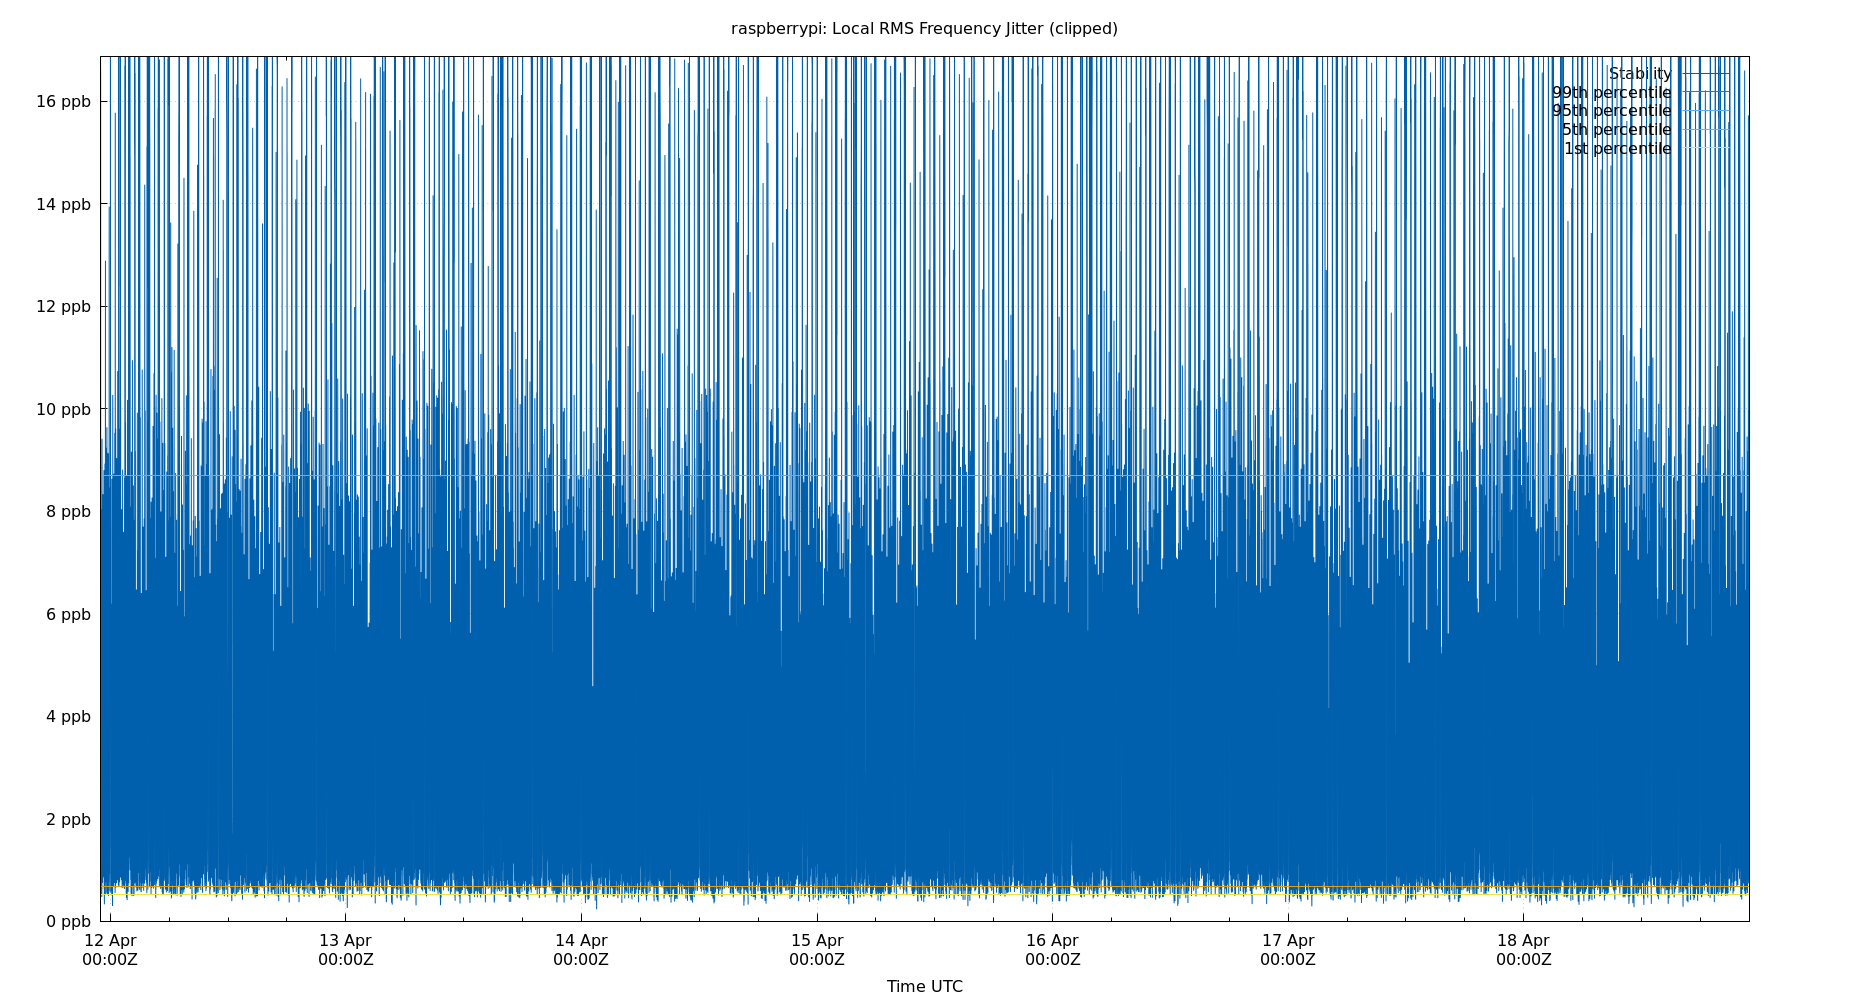 raspberrypi: Local RMS Frequency Jitter (clipped)
Stability
99th percentile
95th percentile
5th percentile
1st percentile
16 ppb
14 ppb
12 ppb
10 ppb
8 ppb
6 ppb
4 ppb
2 ppb
0 ppb
12 Apr 13 Apr 14 Apr 15 Apr 16 Apr 17 Apr 18 Apr
00:00Z 00:00Z 00:00Z 00:00Z 00:00Z 00:00Z 00:00Z
Time UTC